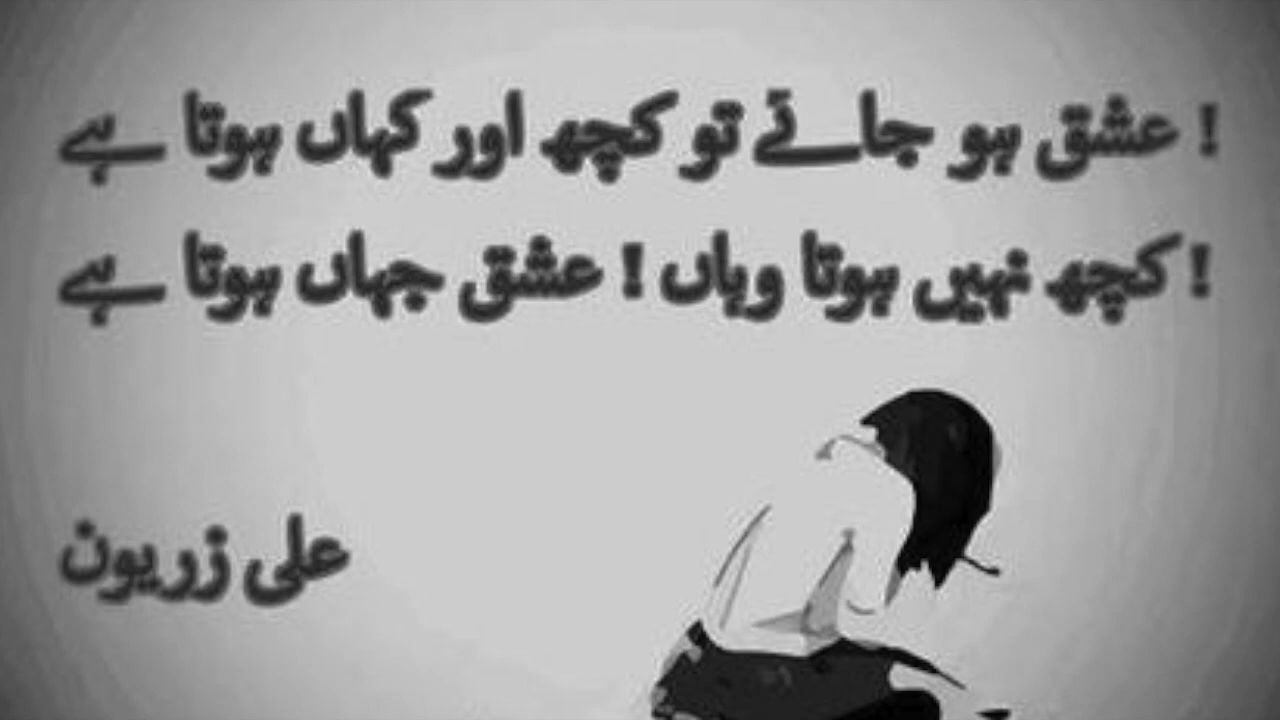 ! عشق ہو جائے تو کچھ اور کہاں ہوتا ہے
! کچھ نہیں ہوتا وہاں ! عشق جہاں ہوتا ہے
علی زریون